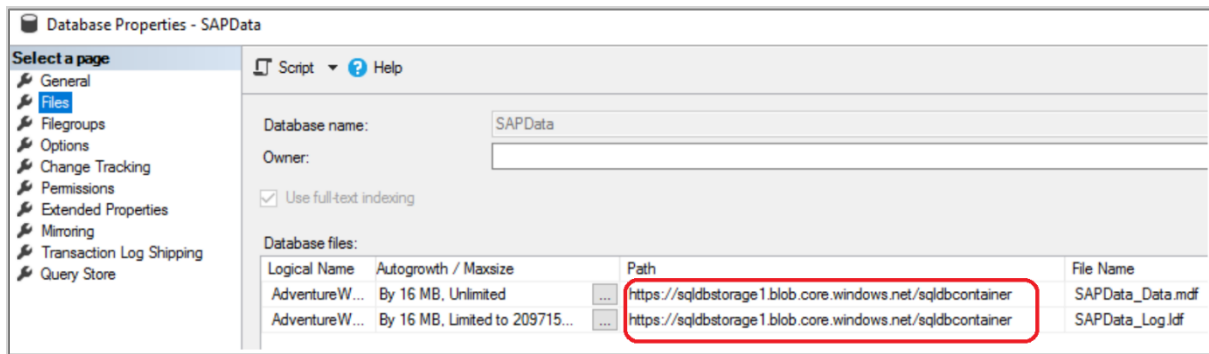 Database Properties - SAPData
Select a page
General
Files
Filegroups
Options
Change Tracking
Permissions
Extended Properties
Mirroring
Transaction Log Shipping
Query Store
Script Help
Database name: SAPData
Owner:
Use full-text indexing
Database files:
Logical Name Autogrowth / Maxsize Path File Name
AdventureW... By 16 MB, Unlimited ... https://sqldbstorage1.blob.core.windows.net/sqldbcontainer SAPData_Data.mdf
AdventureW... By 16 MB, Limited to 209715... ... https://sqldbstorage1.blob.core.windows.net/sqldbcontainer SAPData_Log.ldf